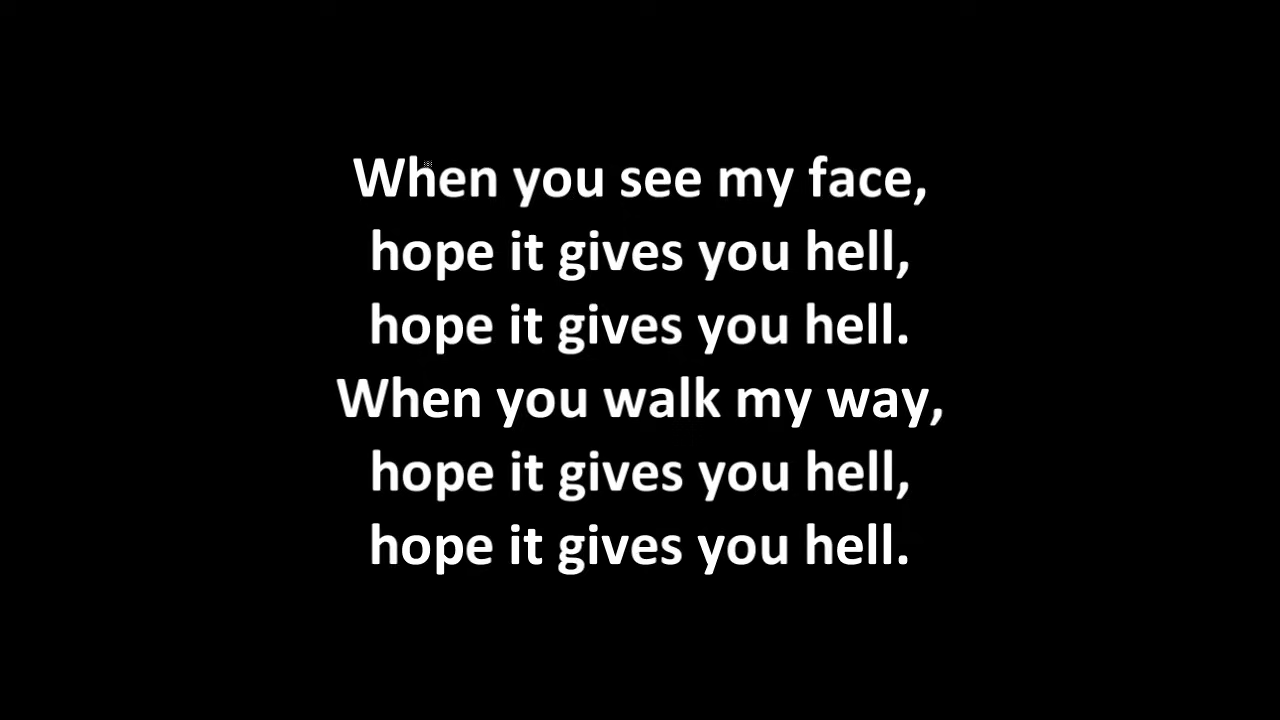 When you see my face,
hope it gives you hell,
hope it gives you hell.
When you walk my way,
hope it gives you hell,
hope it gives you hell.